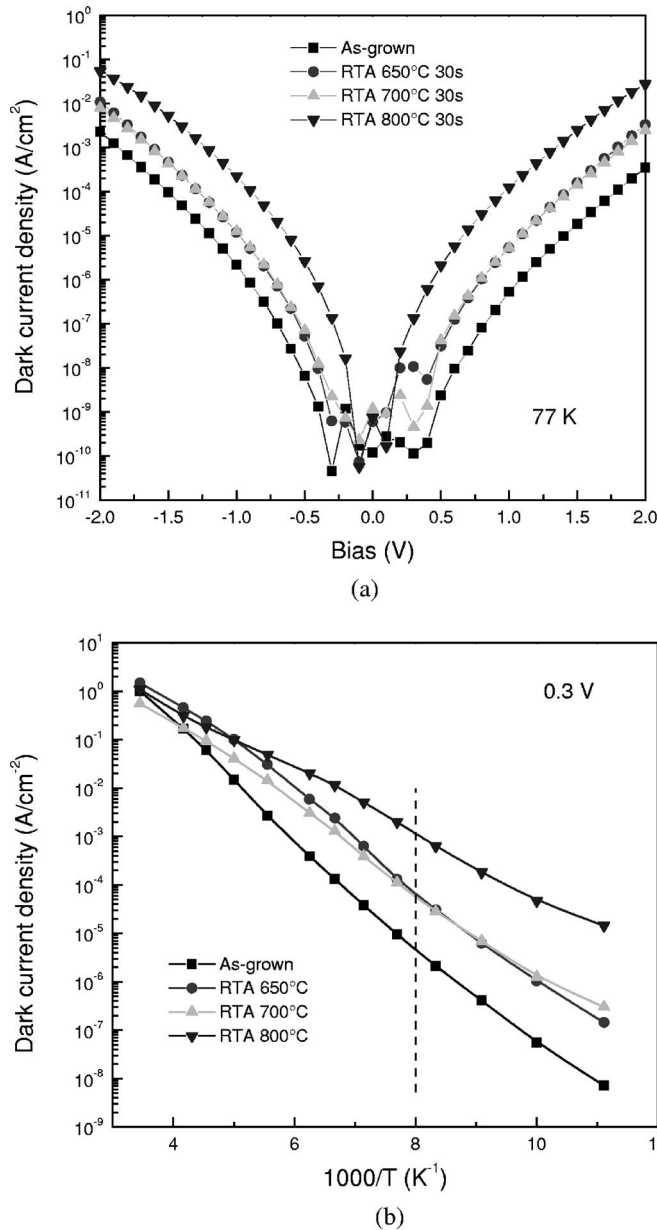 As-grown
RTA 650°C 30s
RTA 700°C 30s
RTA 800°C 30s
Dark current density (A/cm²)
10⁰
10⁻¹
10⁻²
10⁻³
10⁻⁴
10⁻⁵
10⁻⁶
10⁻⁷
10⁻⁸
10⁻⁹
10⁻¹⁰
10⁻¹¹
77 K
-2.0 -1.5 -1.0 -0.5 0.0 0.5 1.0 1.5 2.0
Bias (V)
(a)
0.3 V
Dark current density (A/cm⁻²)
10¹
10⁰
10⁻¹
10⁻²
10⁻³
10⁻⁴
10⁻⁵
10⁻⁶
10⁻⁷
10⁻⁸
10⁻⁹
As-grown
RTA 650°C
RTA 700°C
RTA 800°C
4 6 8 10
1000/T (K⁻¹)
(b)